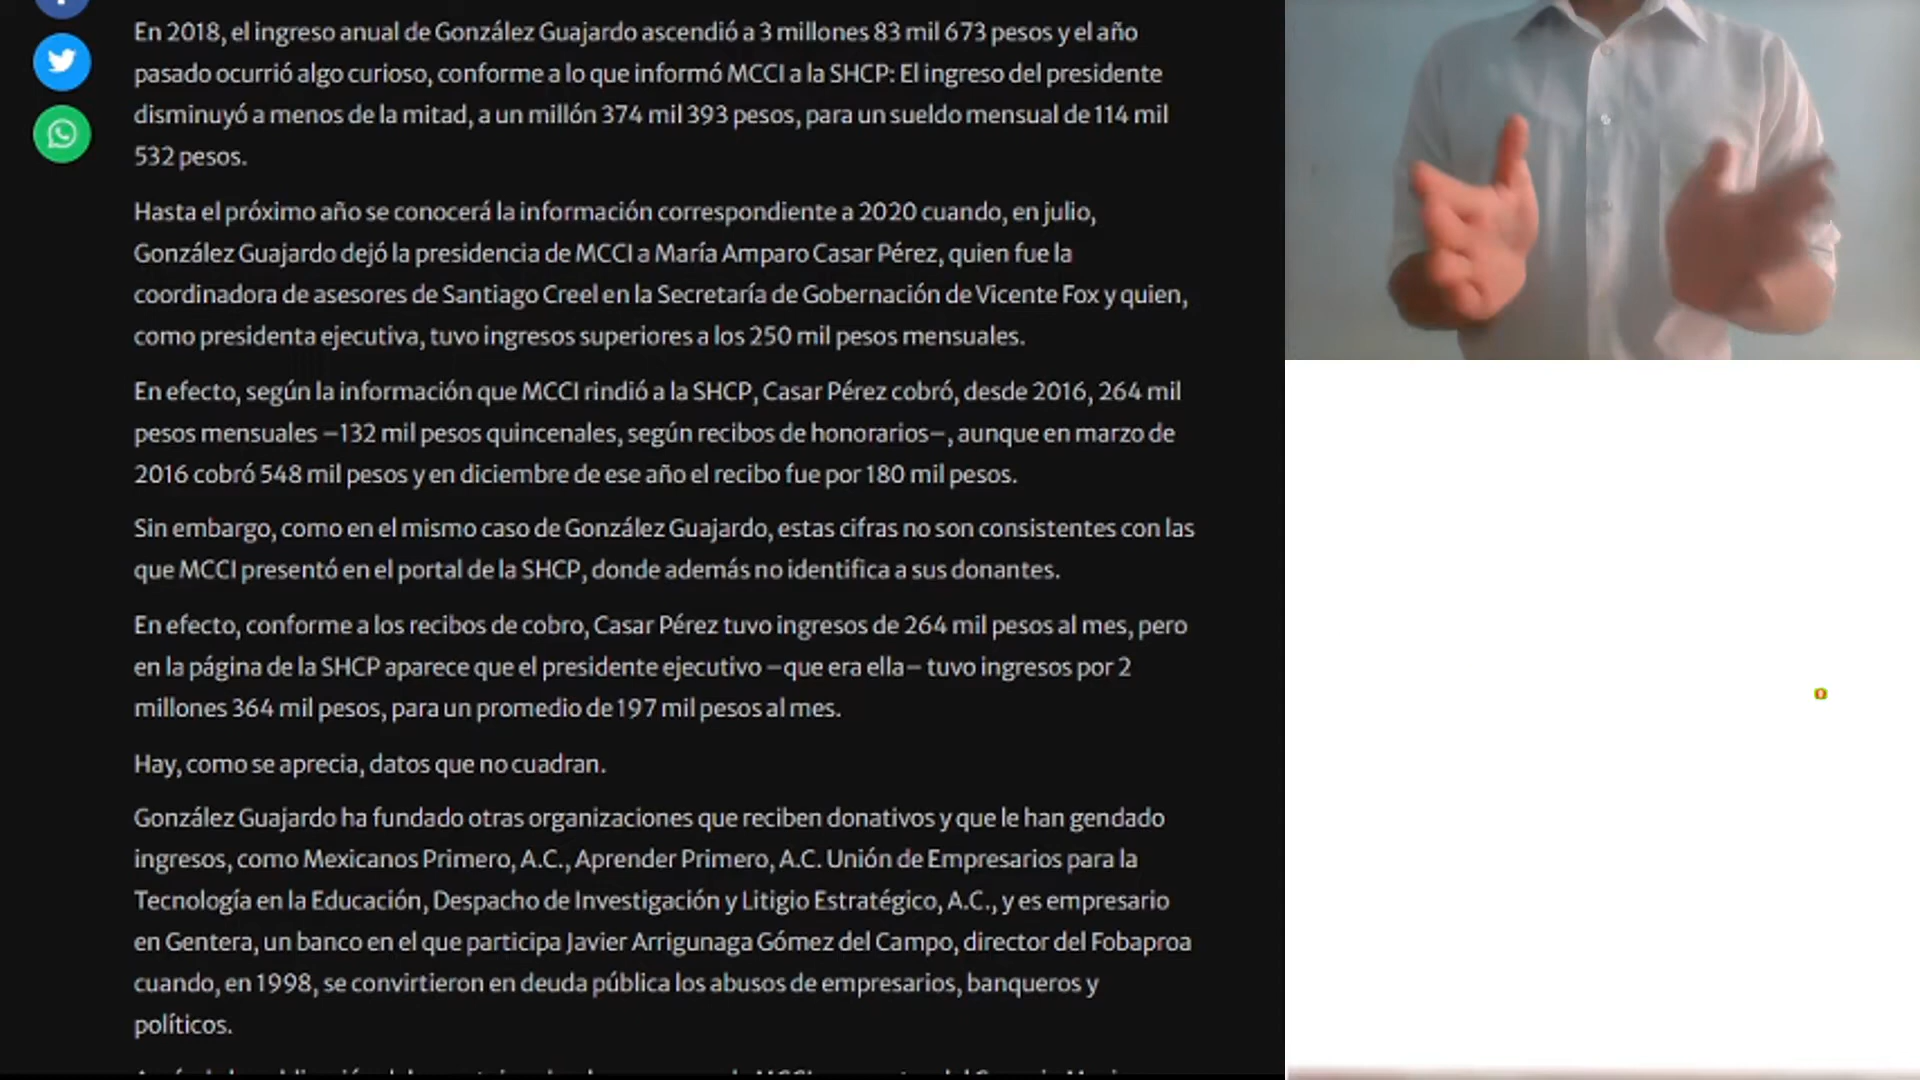 En 2018, el ingreso anual de González Guajardo ascendió a 3 millones 83 mil 673 pesos y el año
pasado ocurrió algo curioso, conforme a lo que informó MCCI a la SHCP: El ingreso del presidente
disminuyó a menos de la mitad, a un millón 374 mil 393 pesos, para un sueldo mensual de 114 mil
532 pesos.
Hasta el próximo año se conocerá la información correspondiente a 2020 cuando, en julio,
González Guajardo dejó la presidencia de MCCI a María Amparo Casar Pérez, quien fue la
coordinadora de asesores de Santiago Creel en la Secretaría de Gobernación de Vicente Fox y quien,
como presidenta ejecutiva, tuvo ingresos superiores a los 250 mil pesos mensuales.
En efecto, según la información que MCCI rindió a la SHCP, Casar Pérez cobró, desde 2016, 264 mil
pesos mensuales –132 mil pesos quincenales, según recibos de honorarios–, aunque en marzo de
2016 cobró 548 mil pesos y en diciembre de ese año el recibo fue por 180 mil pesos.
Sin embargo, como en el mismo caso de González Guajardo, estas cifras no son consistentes con las
que MCCI presentó en el portal de la SHCP, donde además no identifica a sus donantes.
En efecto, conforme a los recibos de cobro, Casar Pérez tuvo ingresos de 264 mil pesos al mes, pero
en la página de la SHCP aparece que el presidente ejecutivo –que era ella– tuvo ingresos por 2
millones 364 mil pesos, para un promedio de 197 mil pesos al mes.
Hay, como se aprecia, datos que no cuadran.
González Guajardo ha fundado otras organizaciones que reciben donativos y que le han gendado
ingresos, como Mexicanos Primero, A.C., Aprender Primero, A.C. Unión de Empresarios para la
Tecnología en la Educación, Despacho de Investigación y Litigio Estratégico, A.C., y es empresario
en Gentera, un banco en el que participa Javier Arrigunaga Gómez del Campo, director del Fobaproa
cuando, en 1998, se convirtieron en deuda pública los abusos de empresarios, banqueros y
políticos.